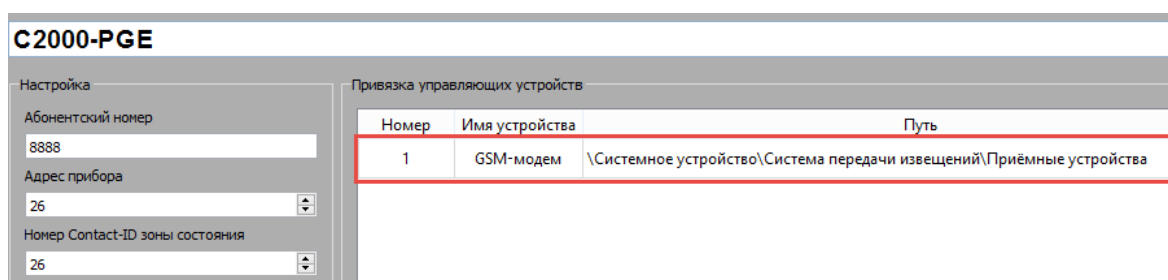 C2000-PGE
Настройка
Абонентский номер
8888
Адрес прибора
26
Номер Contact-ID зоны состояния
26
Привязка управляющих устройств
Номер Имя устройства Путь
1 GSM-модем \Системное устройство\Система передачи извещений\Приёмные устройства